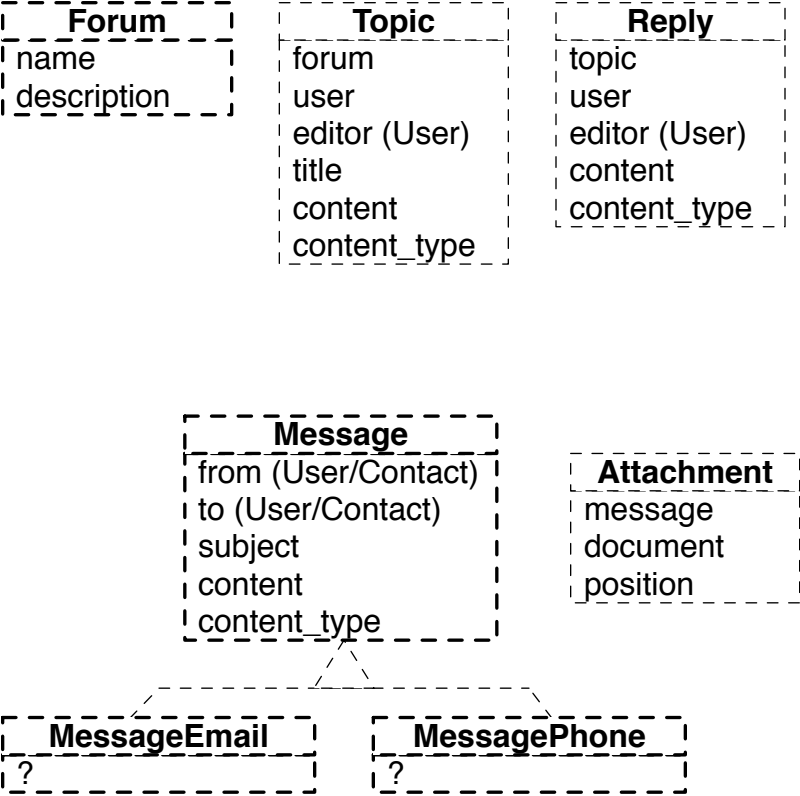 Forum
name
description
Topic
forum
user
editor (User)
title
content
content_type
Reply
topic
user
editor (User)
content
content_type
Message
from (User/Contact)
to (User/Contact)
subject
content
content_type
Attachment
message
document
position
MessageEmail
?
MessagePhone
?